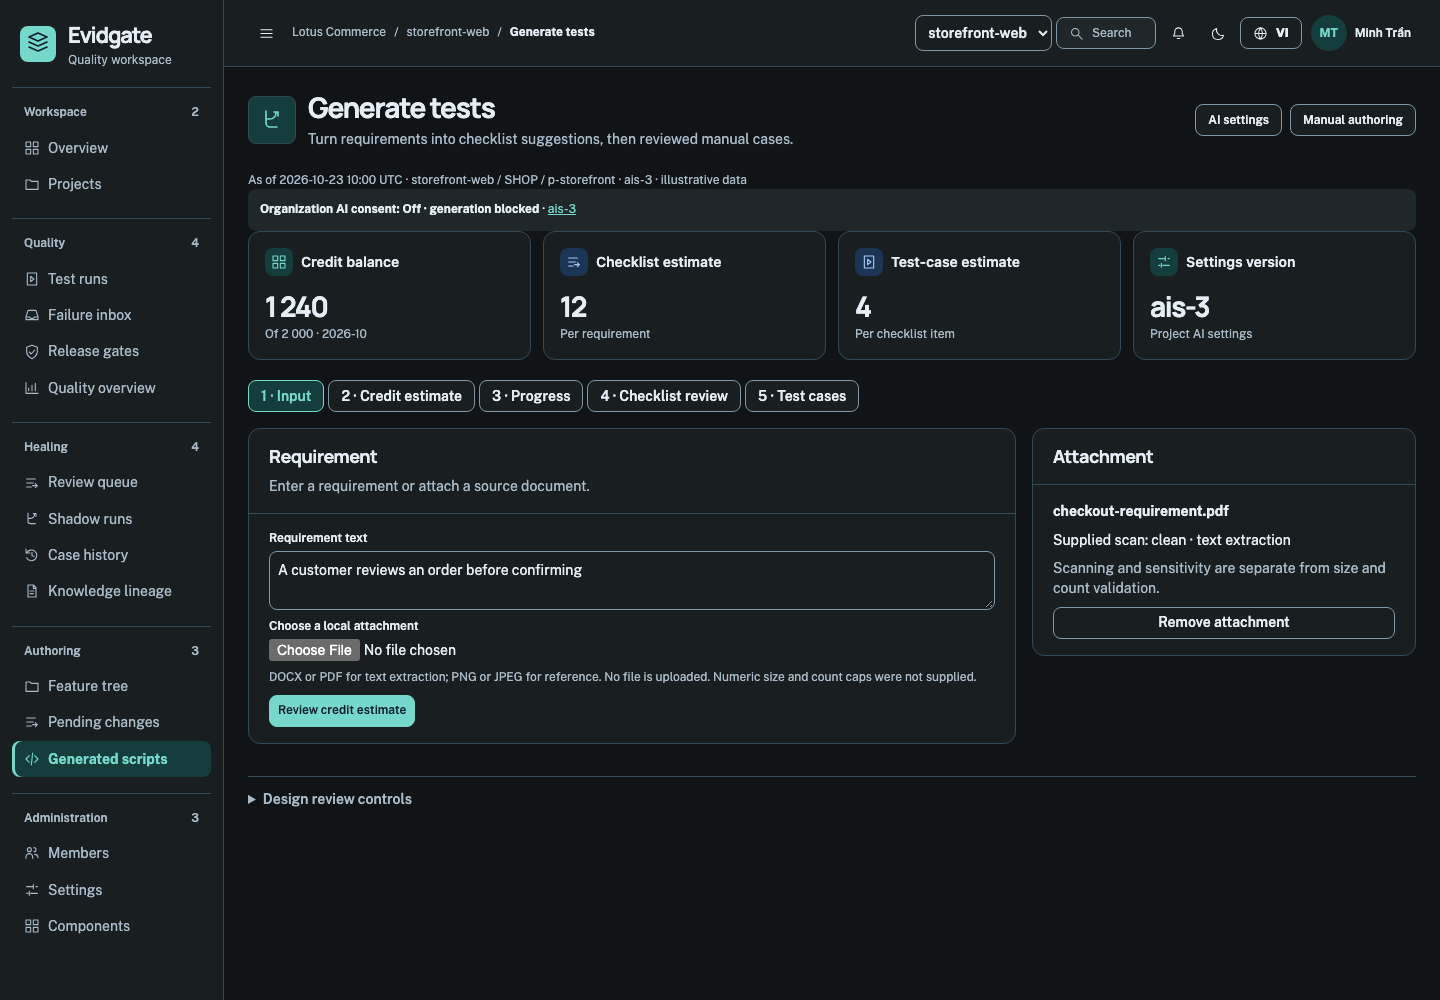 Evidgate
Quality workspace
Workspace 2
Overview
Projects
Quality 4
Test runs
Failure inbox
Release gates
Quality overview
Healing 4
Review queue
Shadow runs
Case history
Knowledge lineage
Authoring 3
Feature tree
Pending changes
Generated scripts
Administration 3
Members
Settings
Components
Lotus Commerce / storefront-web / Generate tests
storefront-web
Search
VI
MT
Minh Trần
Generate tests
Turn requirements into checklist suggestions, then reviewed manual cases.
AI settings
Manual authoring
As of 2026-10-23 10:00 UTC · storefront-web / SHOP / p-storefront · ais-3 · illustrative data
Organization AI consent: Off · generation blocked · ais-3
Credit balance
1 240
Of 2 000 · 2026-10
Checklist estimate
12
Per requirement
Test-case estimate
4
Per checklist item
Settings version
ais-3
Project AI settings
1 · Input
2 · Credit estimate
3 · Progress
4 · Checklist review
5 · Test cases
Requirement
Enter a requirement or attach a source document.
Requirement text
A customer reviews an order before confirming
Choose a local attachment
Choose File No file chosen
DOCX or PDF for text extraction; PNG or JPEG for reference. No file is uploaded. Numeric size and count caps were not supplied.
Review credit estimate
Attachment
checkout-requirement.pdf
Supplied scan: clean · text extraction
Scanning and sensitivity are separate from size and
count validation.
Remove attachment
Design review controls